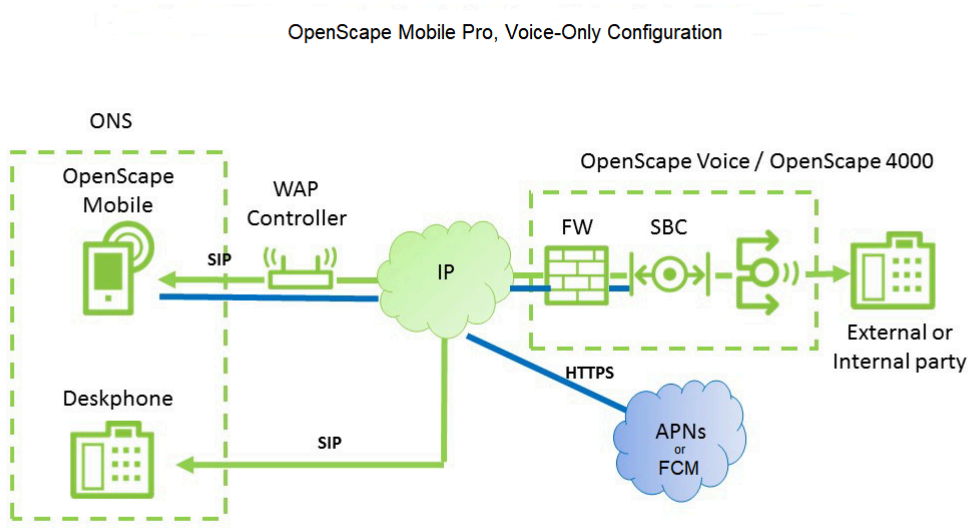 OpenScape Mobile Pro, Voice-Only Configuration
ONS
OpenScape Voice / OpenScape 4000
OpenScape
Mobile
WAP
Controller
FW
SBC
SIP
IP
External or
Internal party
HTTPS
Deskphone
SIP
APNs
or
FCM